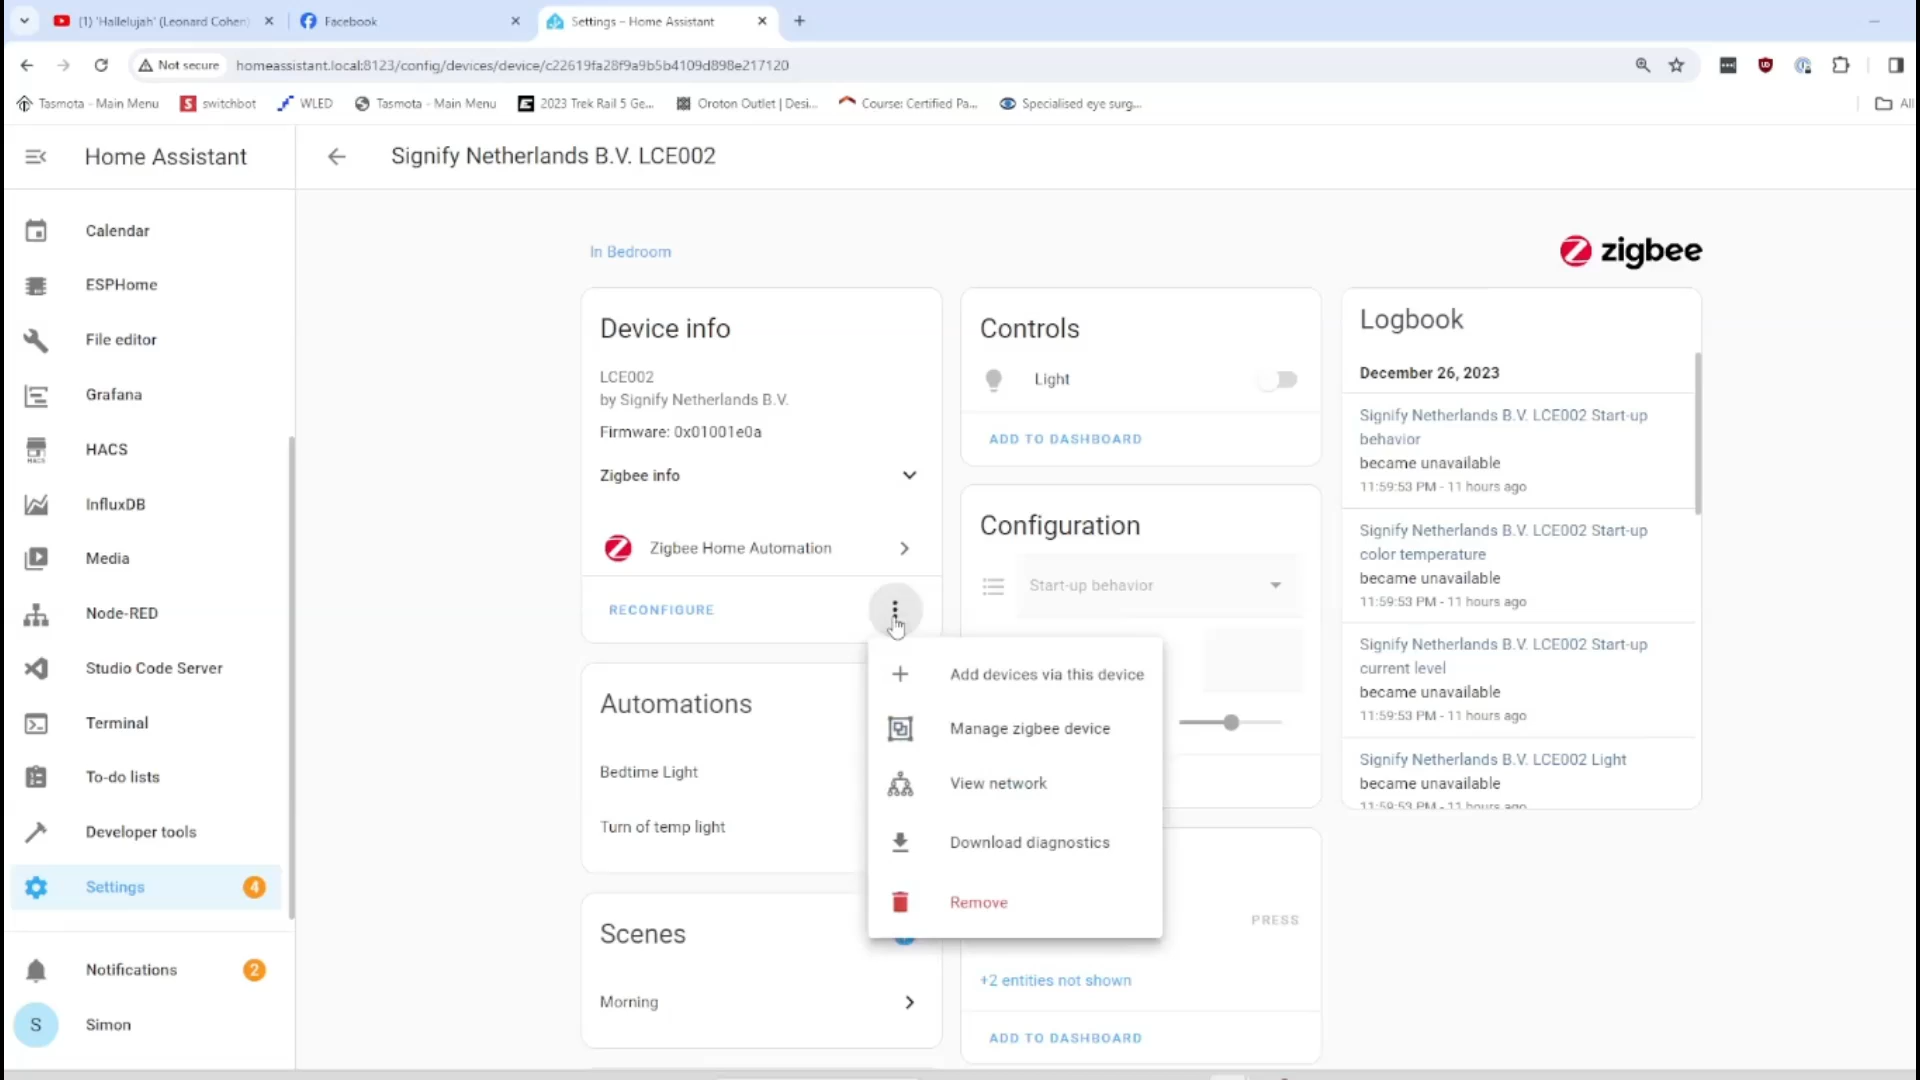 (1) 'Hallelujah' (Leonard Cohen)
Facebook
Settings – Home Assistant
Not secure
homeassistant.local:8123/config/devices/device/c22619fa28f9a9b5b4109d898e217120
Tasmota - Main Menu
switchbot
WLED
Tasmota - Main Menu
2023 Trek Rail 5 Ge...
Oroton Outlet | Desi...
Course: Certified Pa...
Specialised eye surg...
All
Home Assistant
Signify Netherlands B.V. LCE002
Calendar
ESPHome
File editor
Grafana
HACS
HACS
InfluxDB
Media
Node-RED
Studio Code Server
Terminal
To-do lists
Developer tools
Settings
4
Notifications
2
S
Simon
In Bedroom
zigbee
Device info
LCE002
by Signify Netherlands B.V.
Firmware: 0x01001e0a
Zigbee info
Zigbee Home Automation
RECONFIGURE
Automations
Bedtime Light
Turn of temp light
Scenes
Morning
Add devices via this device
Manage zigbee device
View network
Download diagnostics
Remove
Controls
Light
ADD TO DASHBOARD
Configuration
Start-up behavior
PRESS
+2 entities not shown
ADD TO DASHBOARD
Logbook
December 26, 2023
Signify Netherlands B.V. LCE002 Start-up
behavior
became unavailable
11:59:53 PM - 11 hours ago
Signify Netherlands B.V. LCE002 Start-up
color temperature
became unavailable
11:59:53 PM - 11 hours ago
Signify Netherlands B.V. LCE002 Start-up
current level
became unavailable
11:59:53 PM - 11 hours ago
Signify Netherlands B.V. LCE002 Light
became unavailable
11:59:53 PM - 11 hours ago